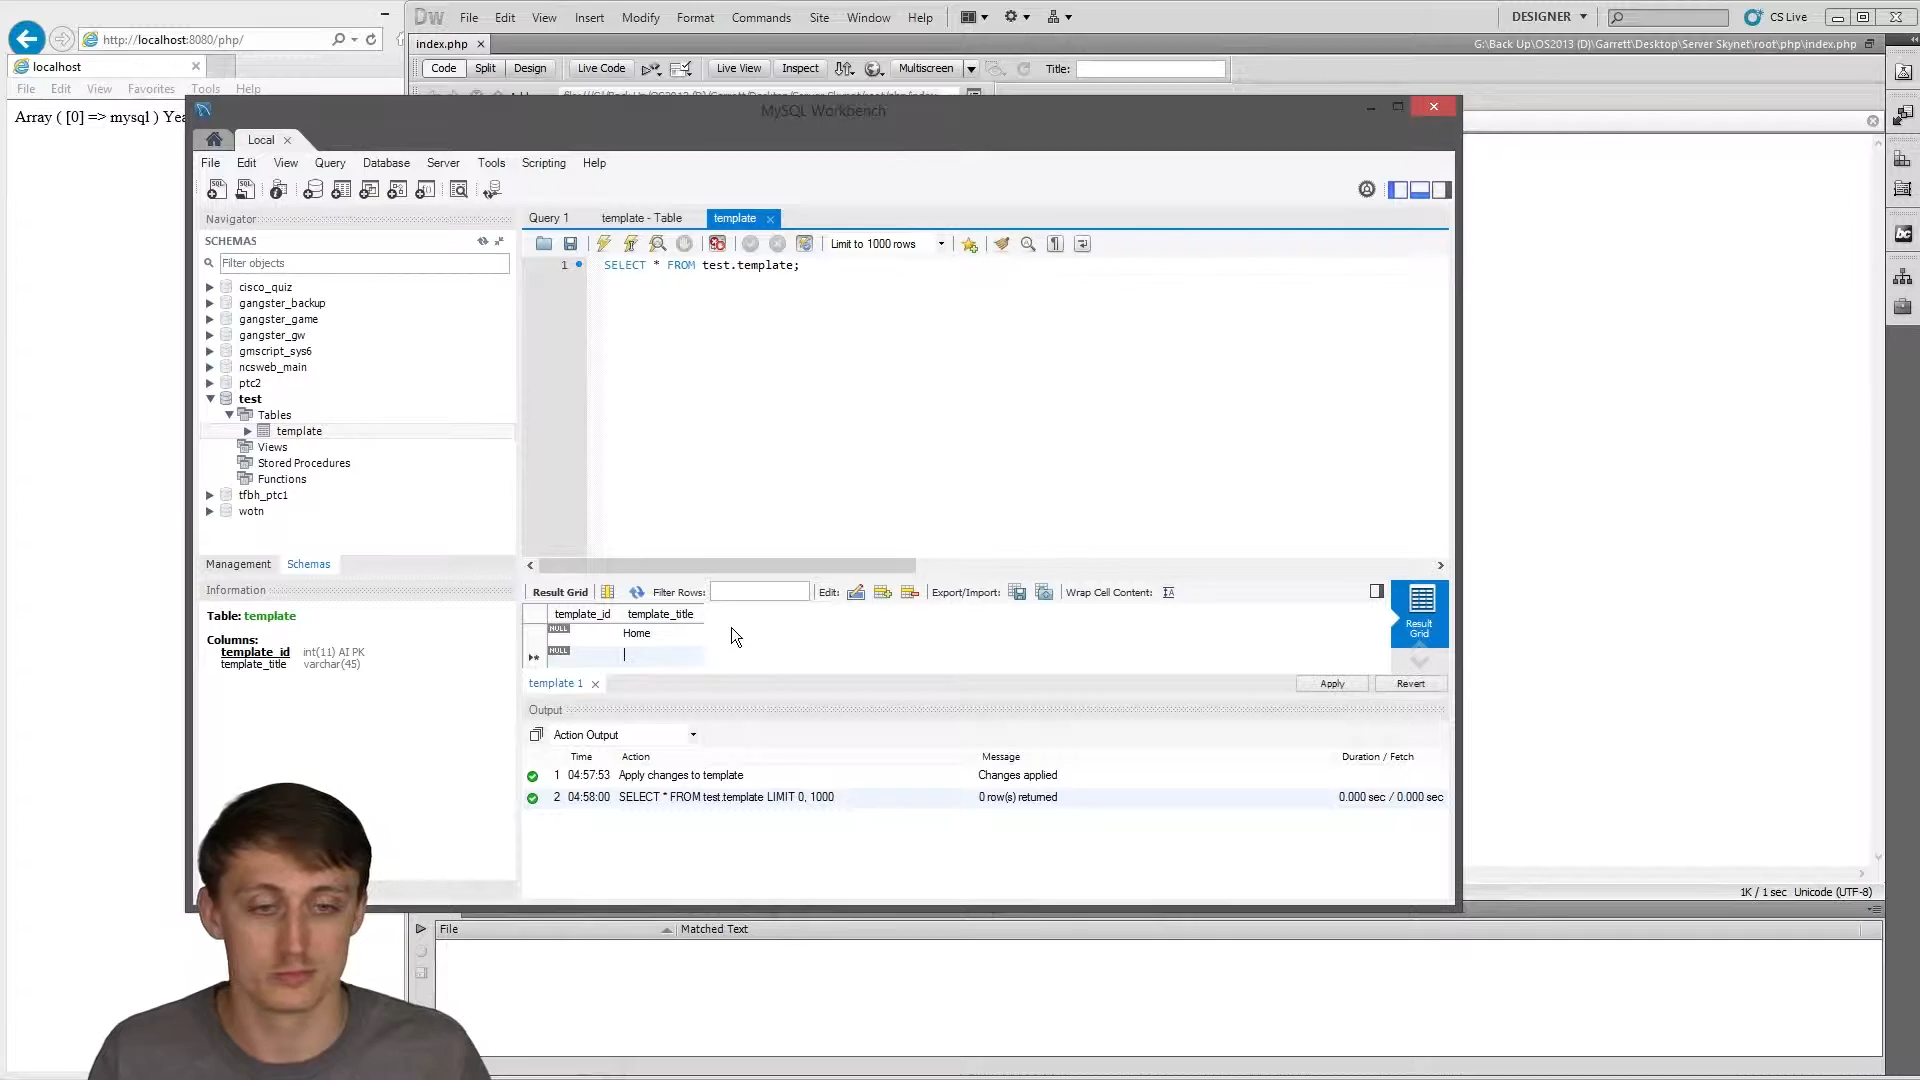 Dw File Edit View Insert Modify Format Commands Site Window Help DESIGNER CS Live
http://localhost:8080/php/
index.php × G:\Back Up\OS2013 (D)\Garrett\Desktop\Server Skynet\root\php\index.php
localhost ×
Code Split Design Live Code Live View Inspect Multiscreen Title:
File Edit View Favorites Tools Help
Array ( [0] => mysql ) Yea
MySQL Workbench
Local ×
File Edit View Query Database Server Tools Scripting Help
Navigator
Query 1 template - Table template ×
SCHEMAS
Limit to 1000 rows
Filter objects
1 SELECT * FROM test.template;
cisco_quiz
gangster_backup
gangster_game
gangster_gw
gmscript_sys6
ncsweb_main
ptc2
test
Tables
template
Views
Stored Procedures
Functions
tfbh_ptc1
wotn
Management Schemas
Information
Table: template
Columns:
template_id int(11) AI PK
template_title varchar(45)
Result Grid Filter Rows: Edit: Export/Import: Wrap Cell Content:
template_id template_title
NULL Home
NULL
Result
Grid
template 1 × Apply Revert
Output
Action Output
Time Action Message Duration / Fetch
1 04:57:53 Apply changes to template Changes applied
2 04:58:00 SELECT * FROM test.template LIMIT 0, 1000 0 row(s) returned 0.000 sec / 0.000 sec
1K / 1 sec Unicode (UTF-8)
File Matched Text